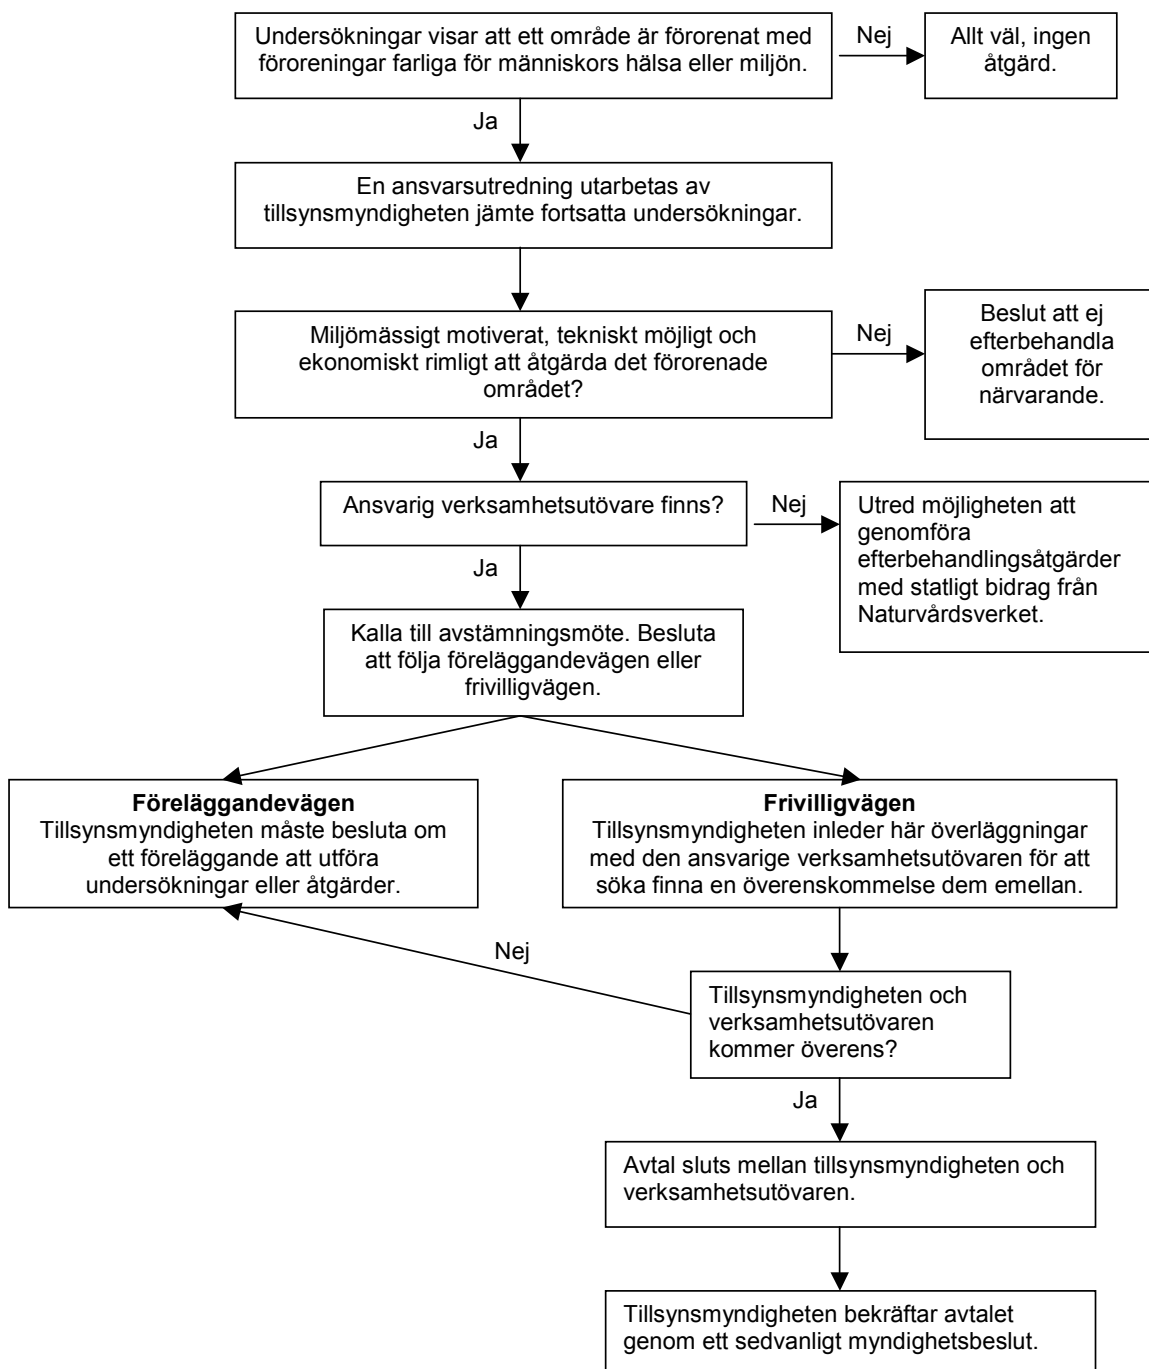 Undersökningar visar att ett område är förorenat med
föroreningar farliga för människors hälsa eller miljön.
Nej
Allt väl, ingen
åtgärd.
Ja
En ansvarsutredning utarbetas av
tillsynsmyndigheten jämte fortsatta undersökningar.
Miljömässigt motiverat, tekniskt möjligt och
ekonomiskt rimligt att åtgärda det förorenade
området?
Nej
Beslut att ej
efterbehandla
området för
närvarande.
Ja
Ansvarig verksamhetsutövare finns?
Nej
Utred möjligheten att
genomföra
efterbehandlingsåtgärder
med statligt bidrag från
Naturvårdsverket.
Ja
Kalla till avstämningsmöte. Besluta
att följa föreläggandevägen eller
frivilligvägen.
Föreläggandevägen
Tillsynsmyndigheten måste besluta om
ett föreläggande att utföra
undersökningar eller åtgärder.
Frivilligvägen
Tillsynsmyndigheten inleder här överläggningar
med den ansvarige verksamhetsutövaren för att
söka finna en överenskommelse dem emellan.
Nej
Tillsynsmyndigheten och
verksamhetsutövaren
kommer överens?
Ja
Avtal sluts mellan tillsynsmyndigheten och
verksamhetsutövaren.
Tillsynsmyndigheten bekräftar avtalet
genom ett sedvanligt myndighetsbeslut.